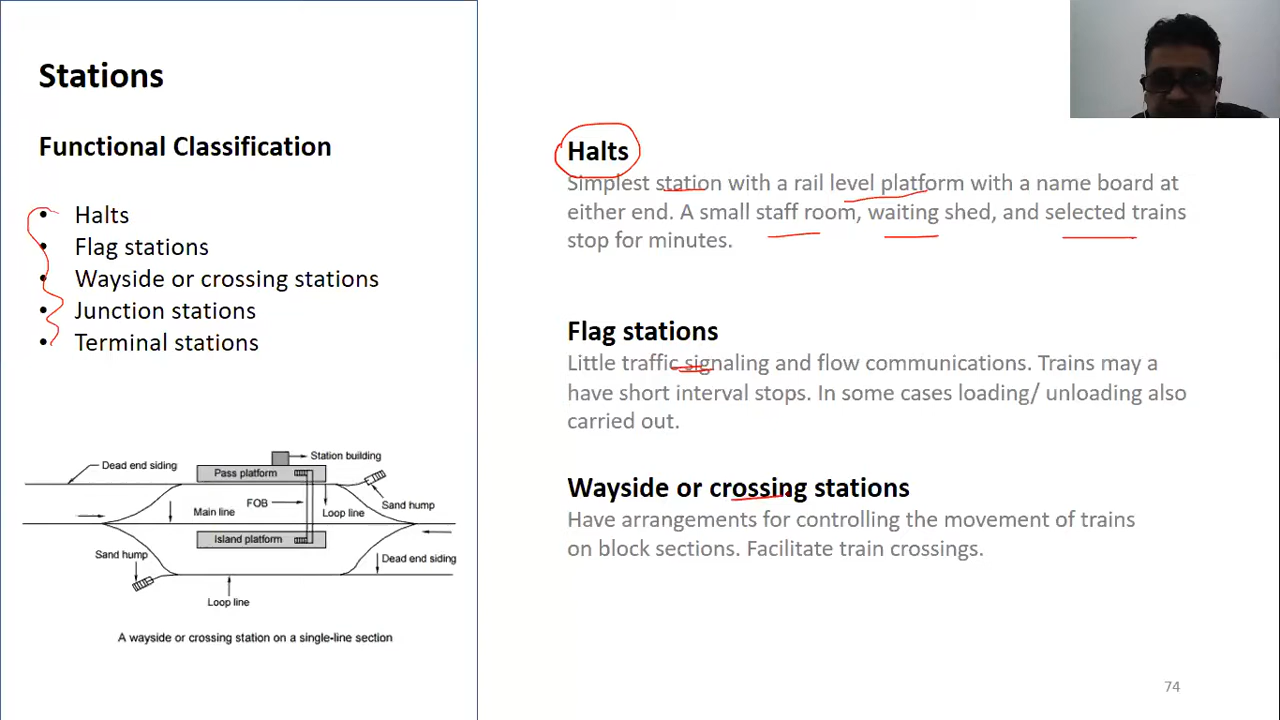 Stations
Functional Classification
• Halts
• Flag stations
• Wayside or crossing stations
• Junction stations
• Terminal stations
Dead end siding
Station building
Pass platform
Main line
FOB
Loop line
Sand hump
Island platform
Sand hump
Dead end siding
Loop line
A wayside or crossing station on a single-line section
Halts
Simplest station with a rail level platform with a name board at
either end. A small staff room, waiting shed, and selected trains
stop for minutes.
Flag stations
Little traffic signaling and flow communications. Trains may a
have short interval stops. In some cases loading/ unloading also
carried out.
Wayside or crossing stations
Have arrangements for controlling the movement of trains
on block sections. Facilitate train crossings.
74